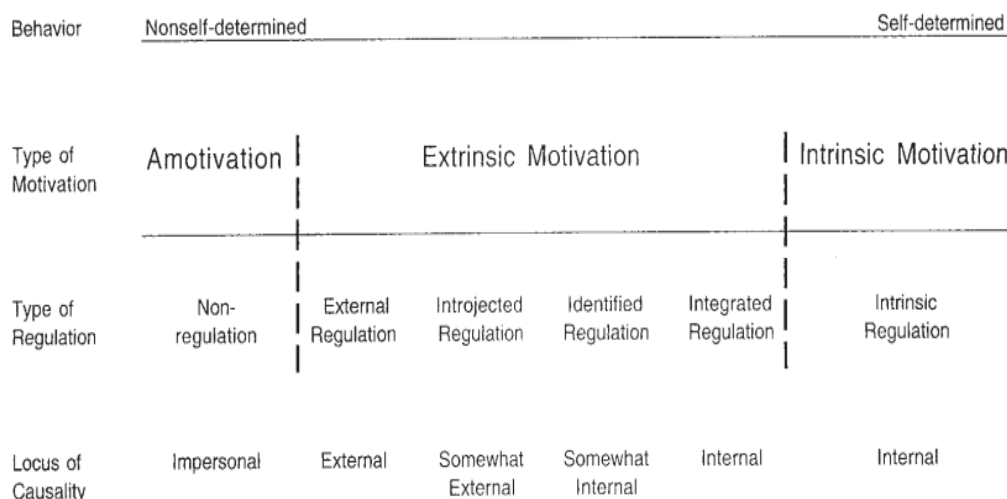 Behavior Nonself-determined Self-determined
Type of
Motivation
Amotivation Extrinsic Motivation Intrinsic Motivation
Type of
Regulation
Non-
regulation
External
Regulation
Introjected
Regulation
Identified
Regulation
Integrated
Regulation
Intrinsic
Regulation
Locus of
Causality
Impersonal
External
Somewhat
External
Somewhat
Internal
Internal
Internal